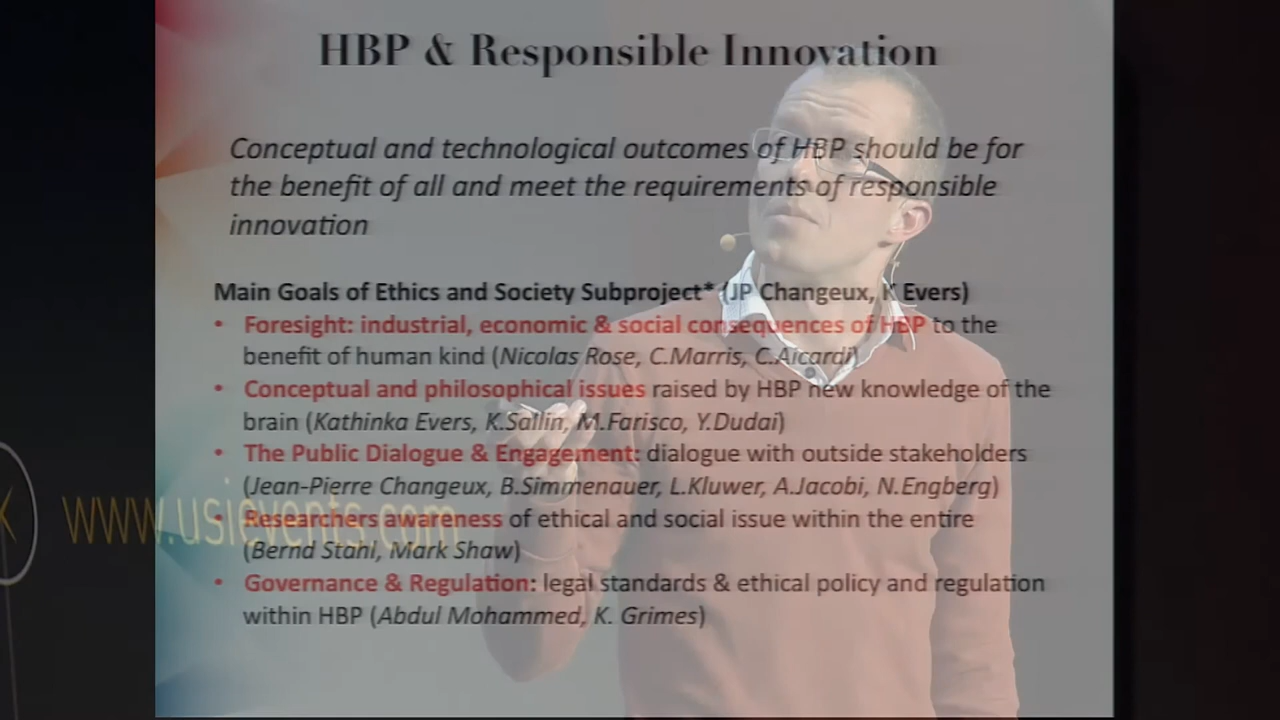 HBP & Responsible Innovation
Conceptual and technological outcomes of HBP should be for
the benefit of all and meet the requirements of responsible
innovation
Main Goals of Ethics and Society Subproject* (JP Changeux, K Evers)
• Foresight: industrial, economic & social consequences of HBP to the
benefit of human kind (Nicolas Rose, C.Marris, C.Aicardi)
• Conceptual and philosophical issues raised by HBP new knowledge of the
brain (Kathinka Evers, K.Sallin, M.Farisco, Y.Dudai)
• The Public Dialogue & Engagement: dialogue with outside stakeholders
(Jean-Pierre Changeux, B.Simmenauer, L.Kluwer, A.Jacobi, N.Engberg)
www.usievents.com
• Researchers awareness of ethical and social issue within the entire
(Bernd Stahl, Mark Shaw)
• Governance & Regulation: legal standards & ethical policy and regulation
within HBP (Abdul Mohammed, K. Grimes)